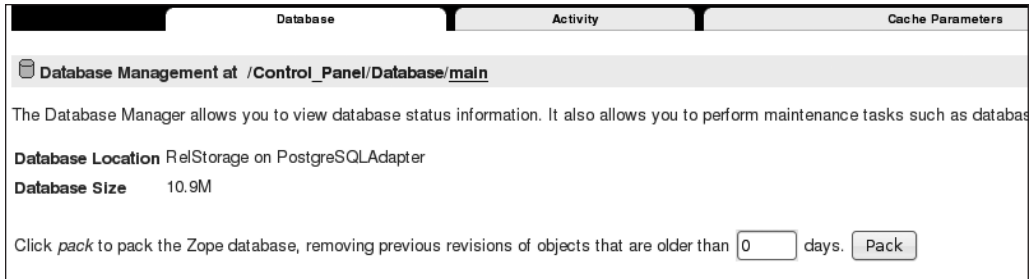 Database Activity Cache Parameters
Database Management at /Control_Panel/Database/main
The Database Manager allows you to view database status information. It also allows you to perform maintenance tasks such as databas
Database Location RelStorage on PostgreSQLAdapter
Database Size 10.9M
Click pack to pack the Zope database, removing previous revisions of objects that are older than 0 days. Pack